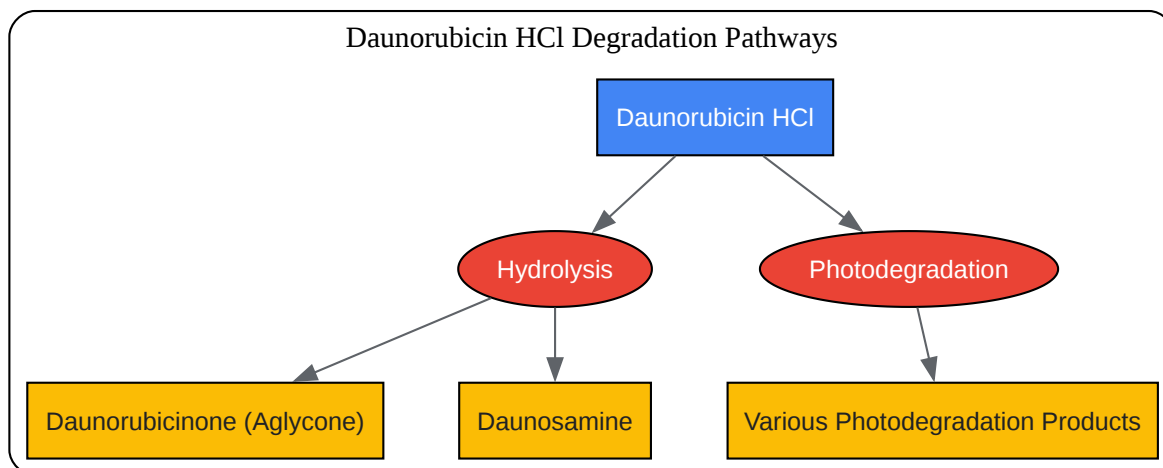 Daunorubicin HCl Degradation Pathways
Daunorubicin HCl
Hydrolysis
Photodegradation
Daunorubicinone (Aglycone)
Daunosamine
Various Photodegradation Products